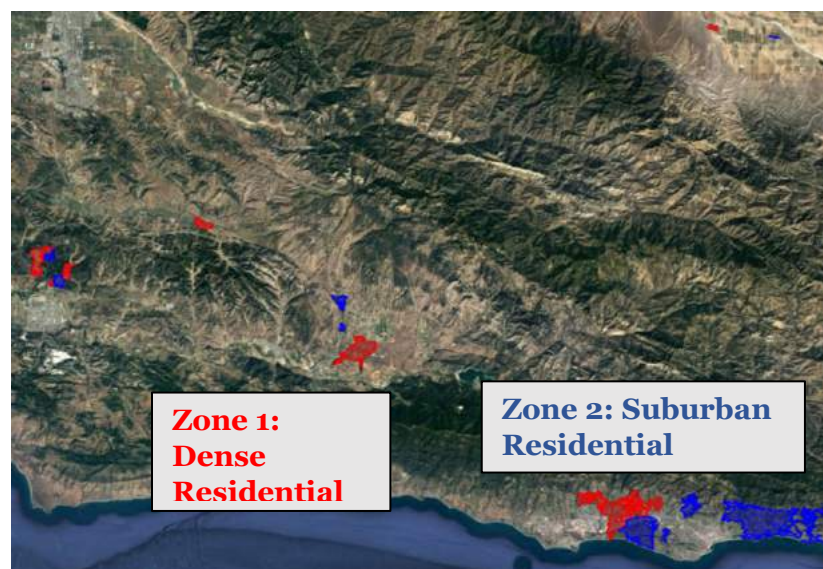 Zone 1:
Dense
Residential
Zone 2: Suburban
Residential